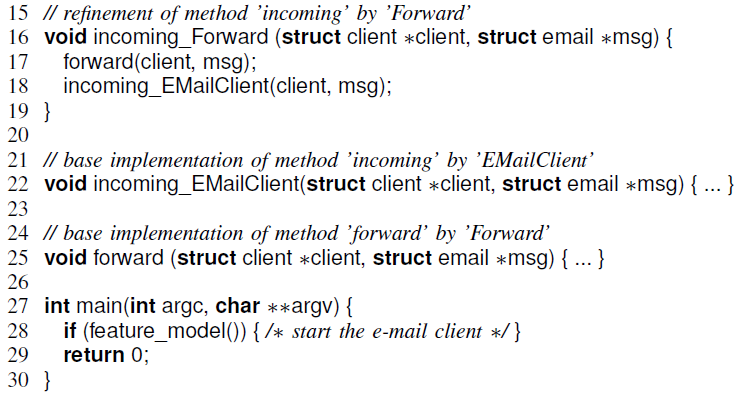 15 // refinement of method ’incoming’ by ’Forward’
16 void incoming_Forward (struct client *client, struct email *msg) {
17 forward(client, msg);
18 incoming_EMailClient(client, msg);
19 }
20
21 // base implementation of method ’incoming’ by ’EMailClient’
22 void incoming_EMailClient(struct client *client, struct email *msg) { ... }
23
24 // base implementation of method ’forward’ by ’Forward’
25 void forward (struct client *client, struct email *msg) { ... }
26
27 int main(int argc, char **argv) {
28 if (feature_model()) { /* start the e-mail client */ }
29 return 0;
30 }